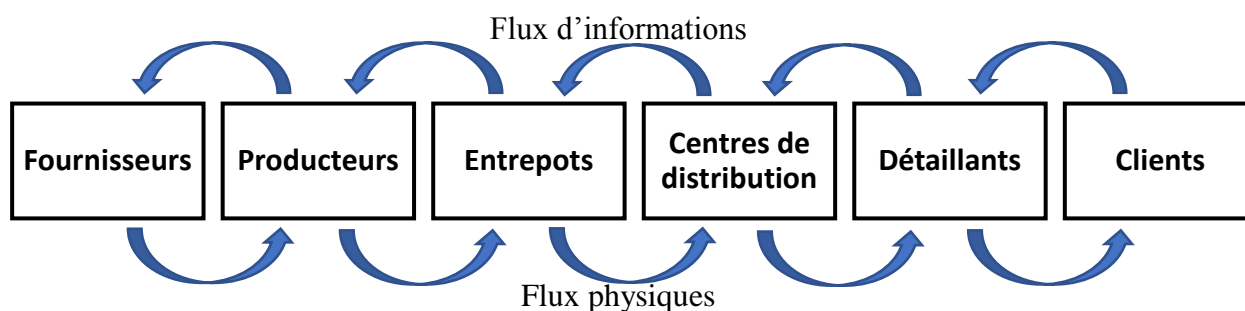 Flux d’informations
Fournisseurs
Producteurs
Entrepots
Centres de
distribution
Détaillants
Clients
Flux physiques